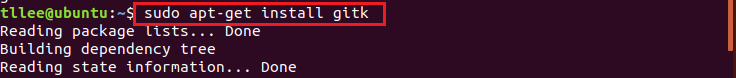 tllee@ubuntu:~$ sudo apt-get install gitk
Reading package lists... Done
Building dependency tree
Reading state information... Done